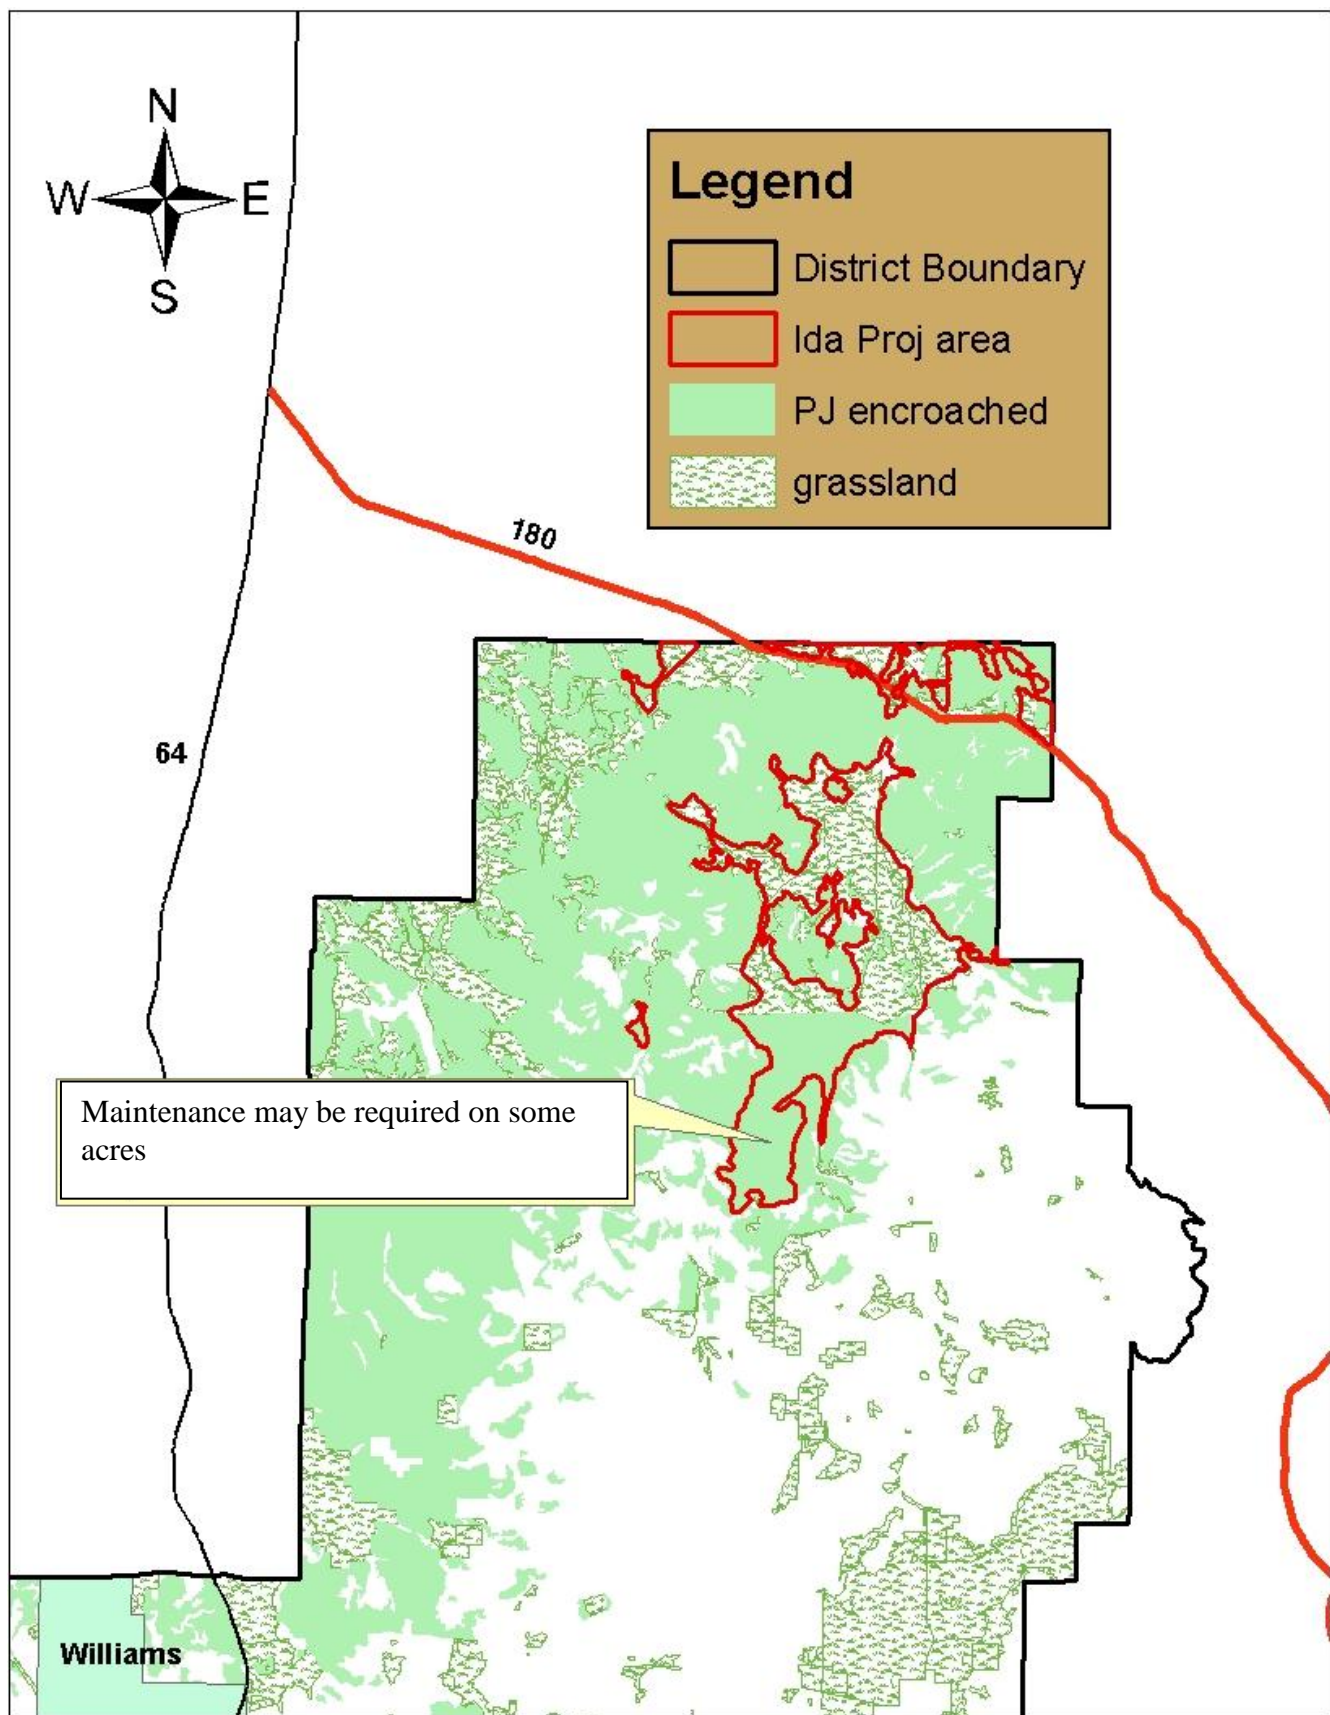 N
W E
S
Legend
District Boundary
Ida Proj area
PJ encroached
grassland
180
64
Maintenance may be required on some
acres
Williams